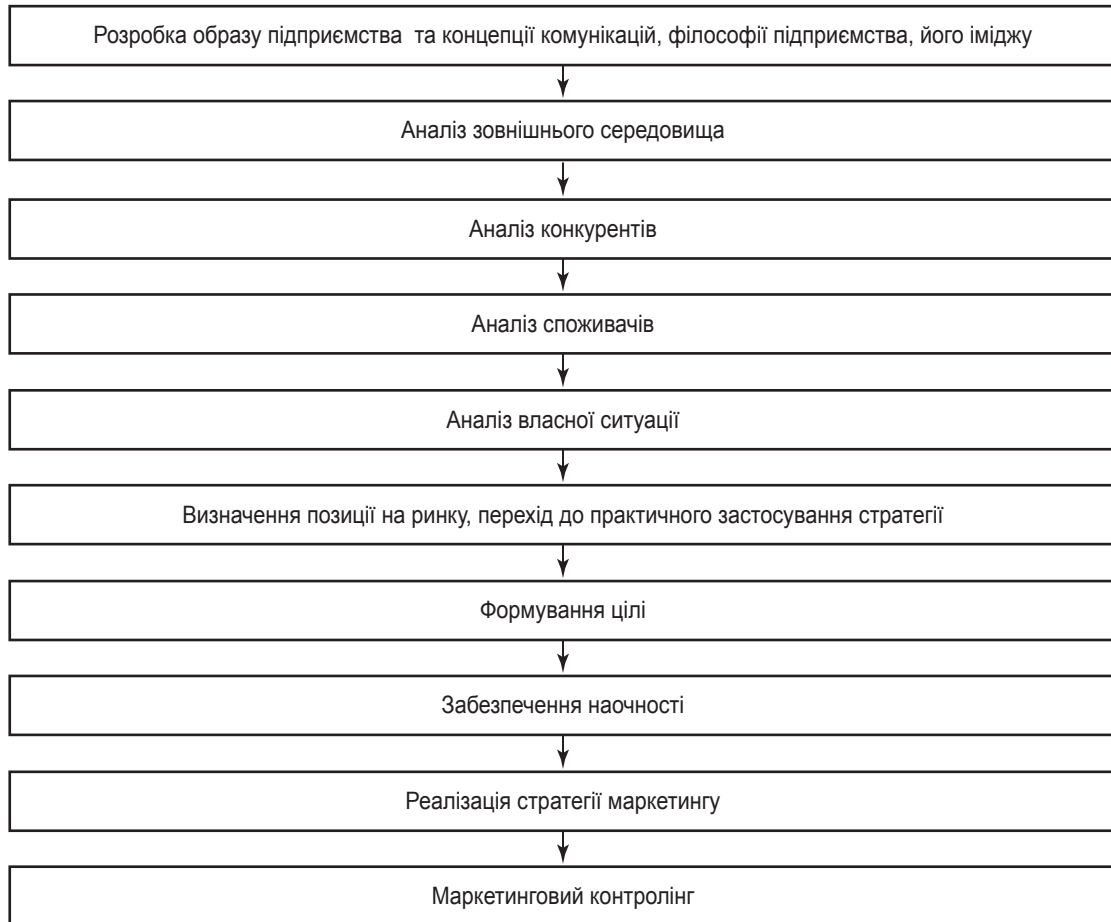 Розробка образу підприємства та концепції комунікацій, філософії підприємства, його іміджу
Аналіз зовнішнього середовища
Аналіз конкурентів
Аналіз споживачів
Аналіз власної ситуації
Визначення позиції на ринку, перехід до практичного застосування стратегії
Формування цілі
Забезпечення наочності
Реалізація стратегії маркетингу
Маркетинговий контролінг